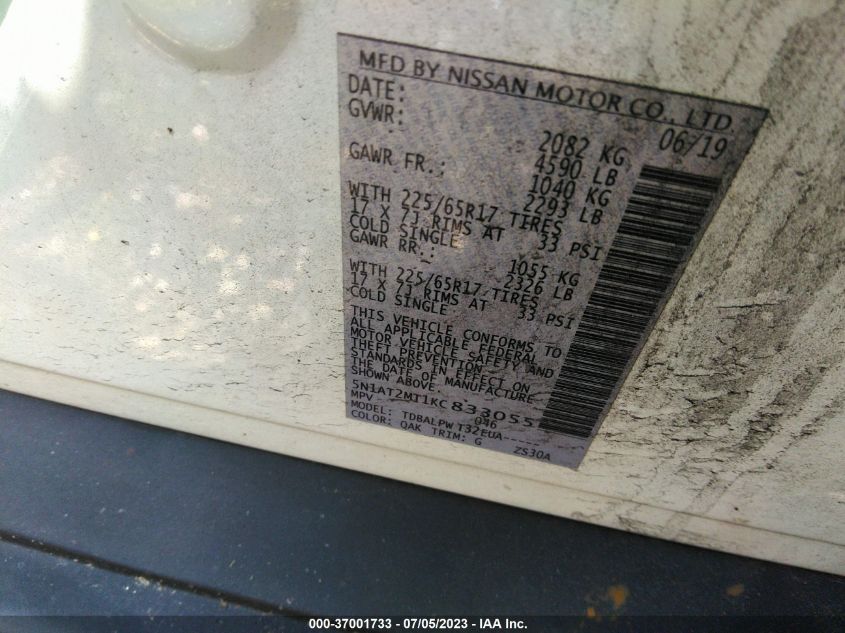 MFD BY NISSAN MOTOR CO., LTD.
DATE: 06/19
GVWR: 2082 KG
4590 LB
GAWR FR.: 1040 KG
2293 LB
WITH 225/65R17 TIRES
17 X 7J RIMS AT 33 PSI
COLD SINGLE
GAWR RR.: 1055 KG
2326 LB
WITH 225/65R17 TIRES
17 X 7J RIMS AT 33 PSI
COLD SINGLE
THIS VEHICLE CONFORMS TO
ALL APPLICABLE FEDERAL
MOTOR VEHICLE SAFETY AND
THEFT PREVENTION
STANDARDS IN EFFECT ON
THE DATE OF MANUFACTURE
SHOWN ABOVE.
5N1AT2MT1KC833055
MPV 046
MODEL: TDBALPW T32EUA-----
COLOR: QAK TRIM: G ZS30A
000-37001733 - 07/05/2023 - IAA Inc.